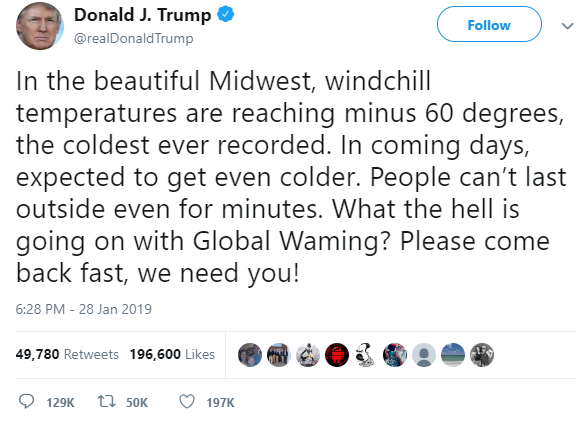 Donald J. Trump
Follow
@realDonaldTrump
In the beautiful Midwest, windchill
temperatures are reaching minus 60 degrees,
the coldest ever recorded. In coming days,
expected to get even colder. People can’t last
outside even for minutes. What the hell is
going on with Global Waming? Please come
back fast, we need you!
6:28 PM - 28 Jan 2019
49,780 Retweets 196,600 Likes
129K 50K 197K